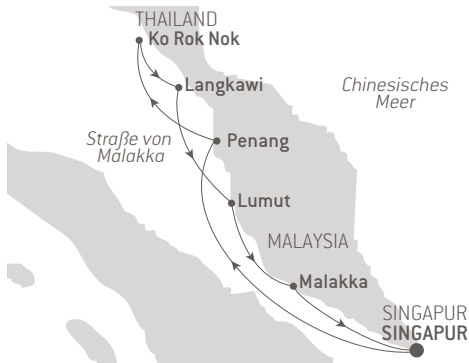 THAILAND
Ko Rok Nok
Langkawi
Chinesisches
Meer
Straße von
Malakka
Penang
Lumut
MALAYSIA
Malakka
SINGAPUR
SINGAPUR